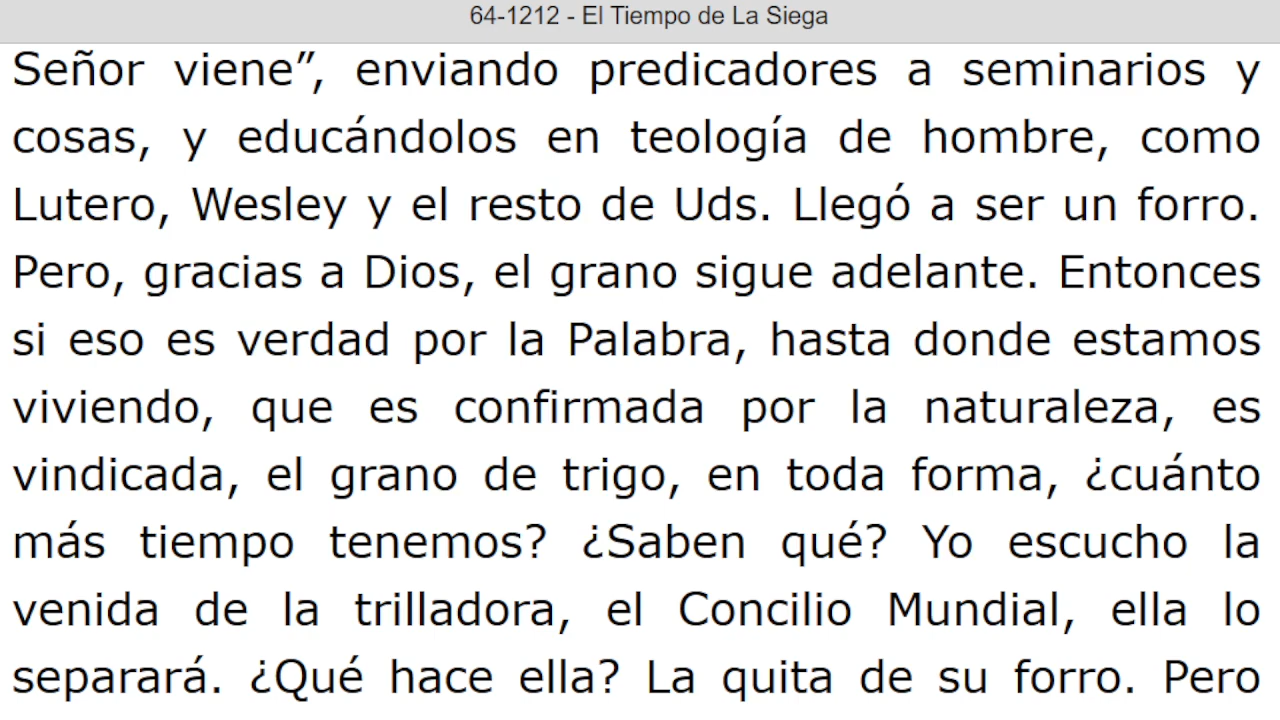 64-1212 - El Tiempo de La Siega
Señor viene”, enviando predicadores a seminarios y
cosas, y educándolos en teología de hombre, como
Lutero, Wesley y el resto de Uds. Llegó a ser un forro.
Pero, gracias a Dios, el grano sigue adelante. Entonces
si eso es verdad por la Palabra, hasta donde estamos
viviendo, que es confirmada por la naturaleza, es
vindicada, el grano de trigo, en toda forma, ¿cuánto
más tiempo tenemos? ¿Saben qué? Yo escucho la
venida de la trilladora, el Concilio Mundial, ella lo
separará. ¿Qué hace ella? La quita de su forro. Pero